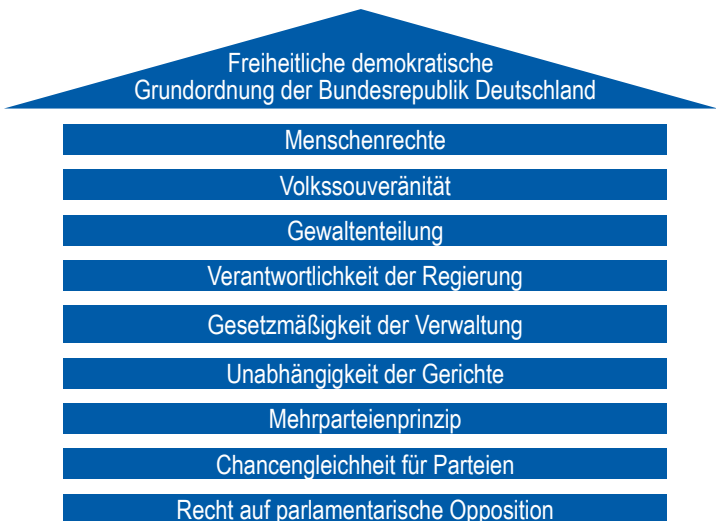 Freiheitliche demokratische
Grundordnung der Bundesrepublik Deutschland
Menschenrechte
Volkssouveränität
Gewaltenteilung
Verantwortlichkeit der Regierung
Gesetzmäßigkeit der Verwaltung
Unabhängigkeit der Gerichte
Mehrparteienprinzip
Chancengleichheit für Parteien
Recht auf parlamentarische Opposition